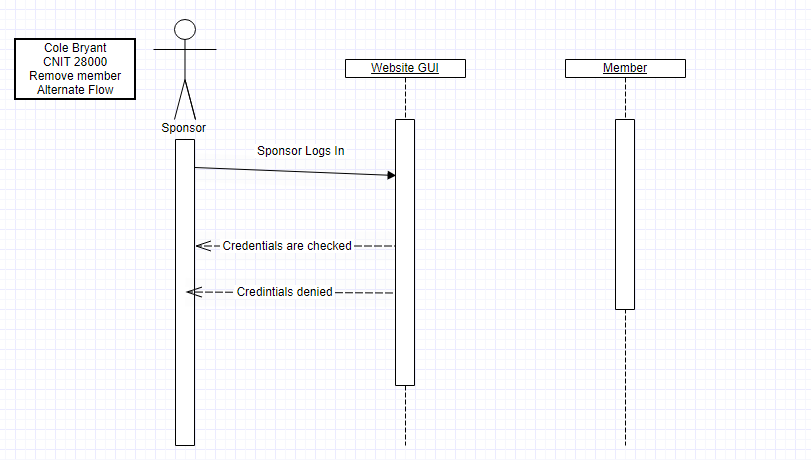 Cole Bryant
CNIT 28000
Remove member
Alternate Flow
Sponsor
Website GUI
Member
Sponsor Logs In
Credentials are checked
Credintials denied